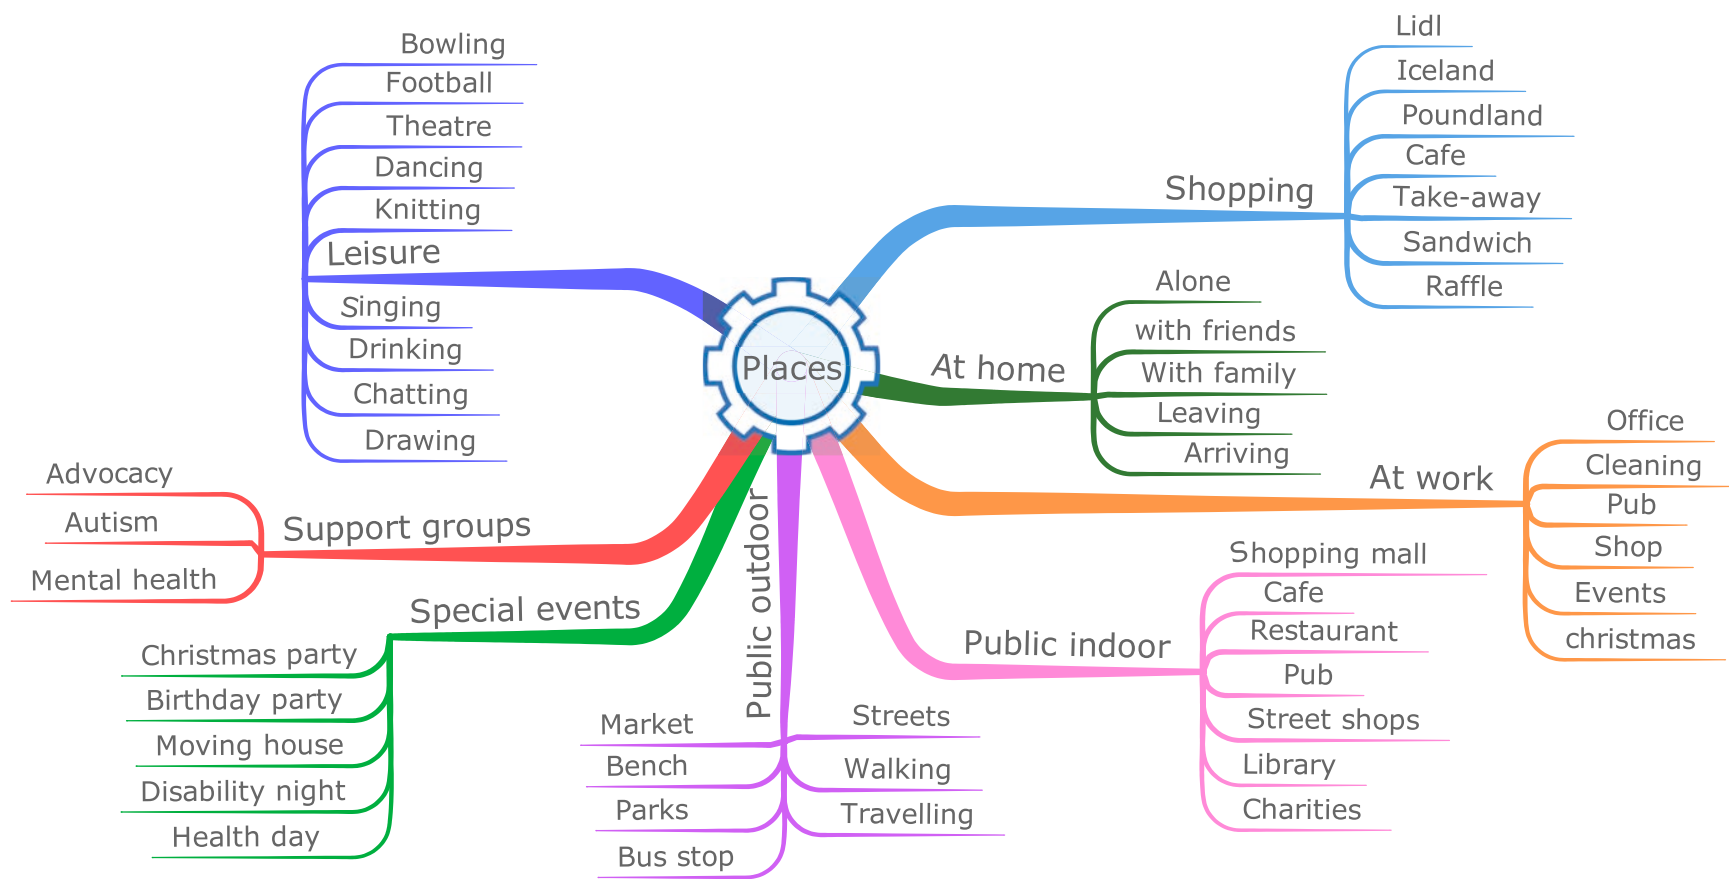 Places
Leisure
Bowling
Football
Theatre
Dancing
Knitting
Singing
Drinking
Chatting
Drawing
Shopping
Lidl
Iceland
Poundland
Cafe
Take-away
Sandwich
Raffle
At home
Alone
with friends
With family
Leaving
Arriving
At work
Office
Cleaning
Pub
Shop
Events
christmas
Public indoor
Shopping mall
Cafe
Restaurant
Pub
Street shops
Library
Charities
Public outdoor
Streets
Walking
Travelling
Market
Bench
Parks
Bus stop
Special events
Christmas party
Birthday party
Moving house
Disability night
Health day
Support groups
Advocacy
Autism
Mental health